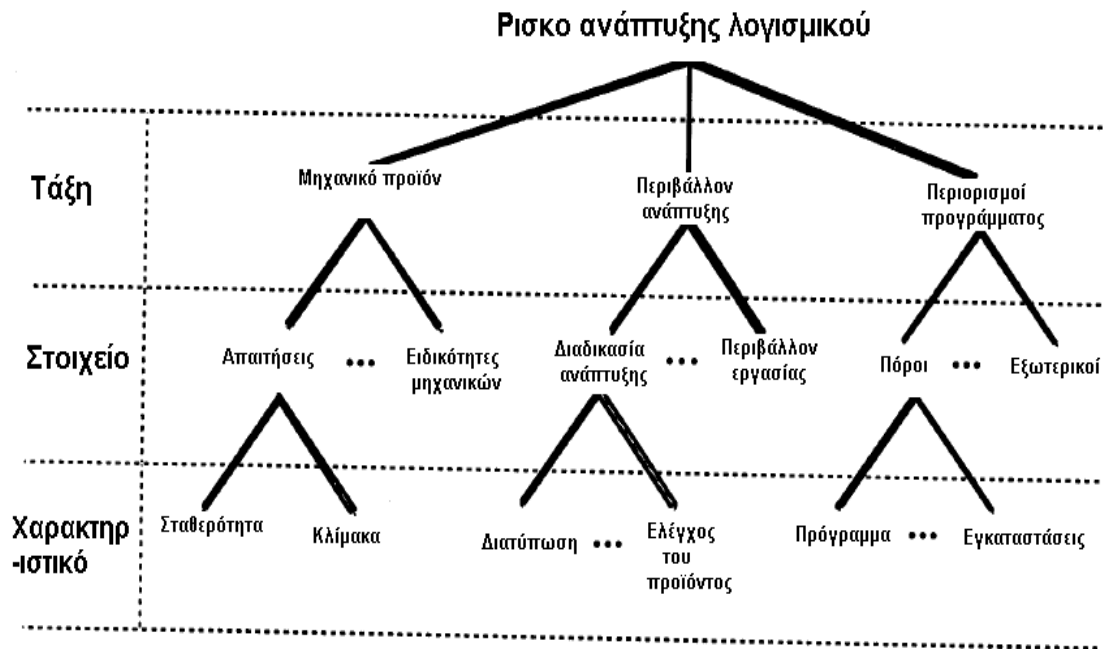 Ρισκο ανάπτυξης λογισμικού
Τάξη
Μηχανικό προϊόν
Περιβάλλον
ανάπτυξης
Περιορισμοί
προγράμματος
Στοιχείο
Απαιτήσεις
...
Ειδικότητες
μηχανικών
Διαδικασία
ανάπτυξης
...
Περιβάλλον
εργασίας
Πόροι
...
Εξωτερικοί
Χαρακτηρ
-ιστικό
Σταθερότητα
Κλίμακα
Διατύπωση
...
Ελέγχος
του
προϊόντος
Πρόγραμμα
...
Εγκαταστάσεις